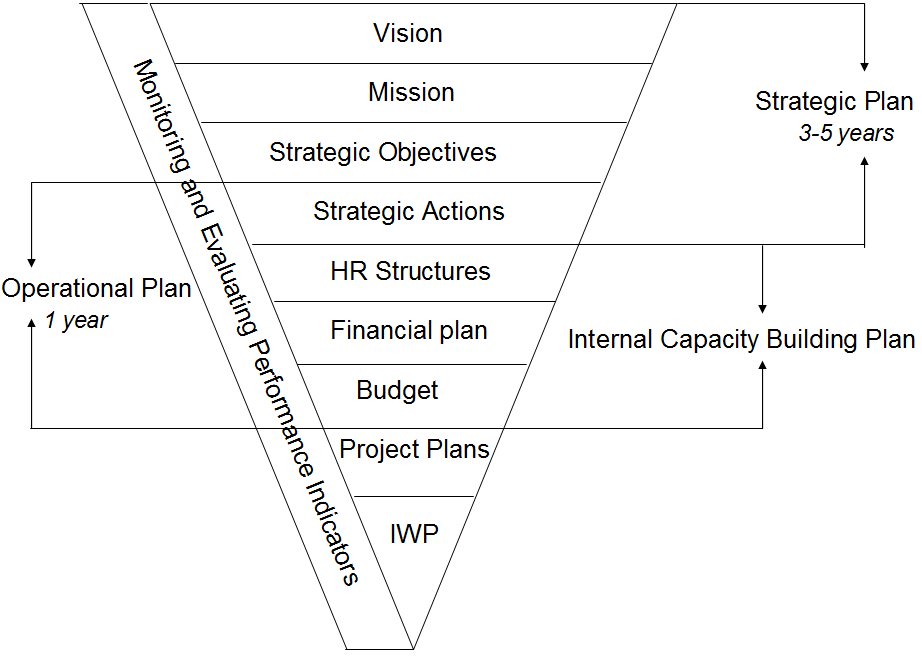 Vision
Mission
Strategic Objectives
Strategic Actions
HR Structures
Financial plan
Budget
Project Plans
IWP
Monitoring and Evaluating Performance Indicators
Strategic Plan
3-5 years
Operational Plan
1 year
Internal Capacity Building Plan